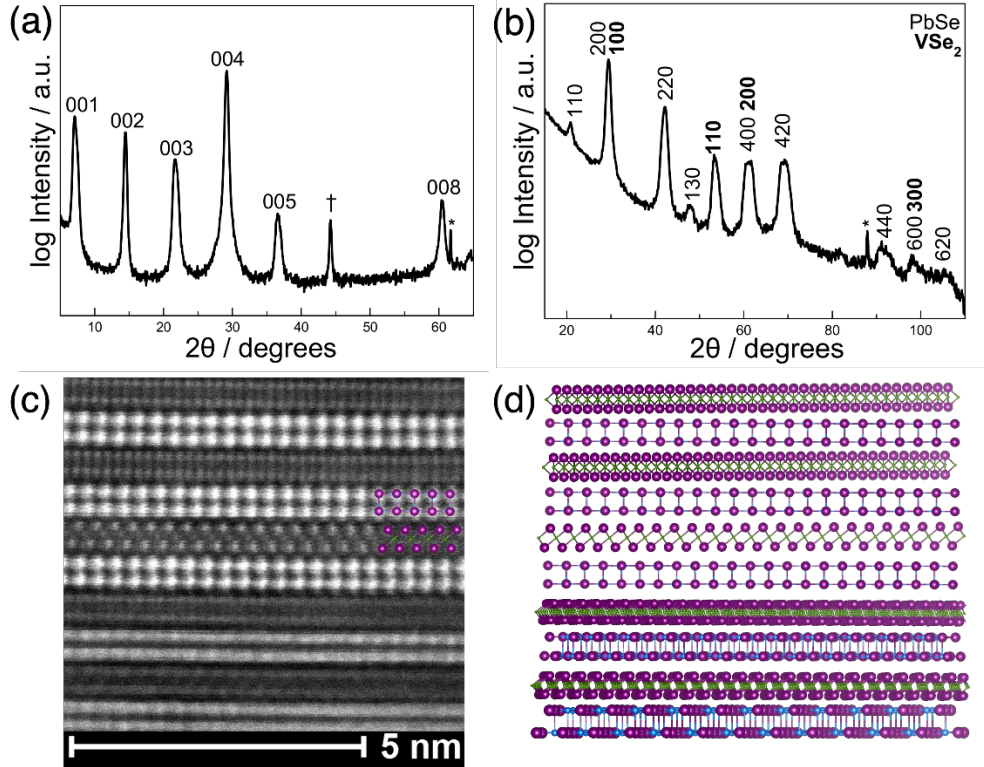 (a)
log Intensity / a.u.
001
002
003
004
005
†
008
*
10
20
30
40
50
60
2θ / degrees
(b)
PbSe
VSe2
log Intensity / a.u.
110
200
100
220
130
110
400 200
420
*
440
600 300
620
20
40
60
80
100
2θ / degrees
(c)
5 nm
(d)